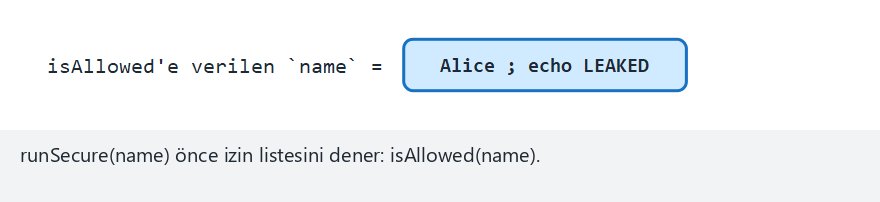 isAllowed'e verilen `name` = Alice ; echo LEAKED
runSecure(name) önce izin listesini dener: isAllowed(name).